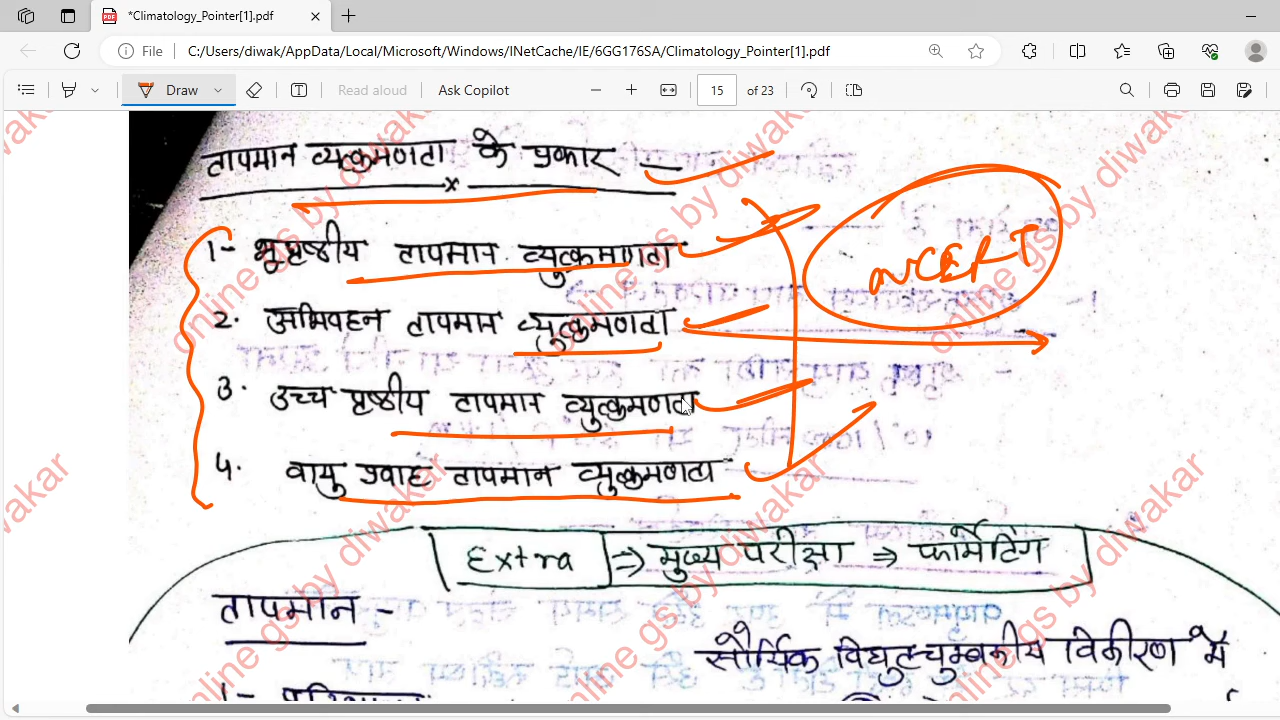 *Climatology_Pointer[1].pdf
File C:/Users/diwak/AppData/Local/Microsoft/Windows/INetCache/IE/6GG176SA/Climatology_Pointer[1].pdf
Draw Read aloud Ask Copilot 15 of 23
तापमान व्युत्क्रमणता के प्रकार —
1- भूपृष्ठीय तापमान व्युत्क्रमणता
NCERT
2. अभिवहन तापमान व्युत्क्रमणता
3. उच्च पृष्ठीय तापमान व्युत्क्रमणता
4. वायु प्रवाह तापमान व्युत्क्रमणता
Extra ⇒ मुख्य परीक्षा ⇒ फार्मेटिंग
तापमान -
सौर्यिक विद्युत चुम्बकीय विकीरण में
online gs by diwakar